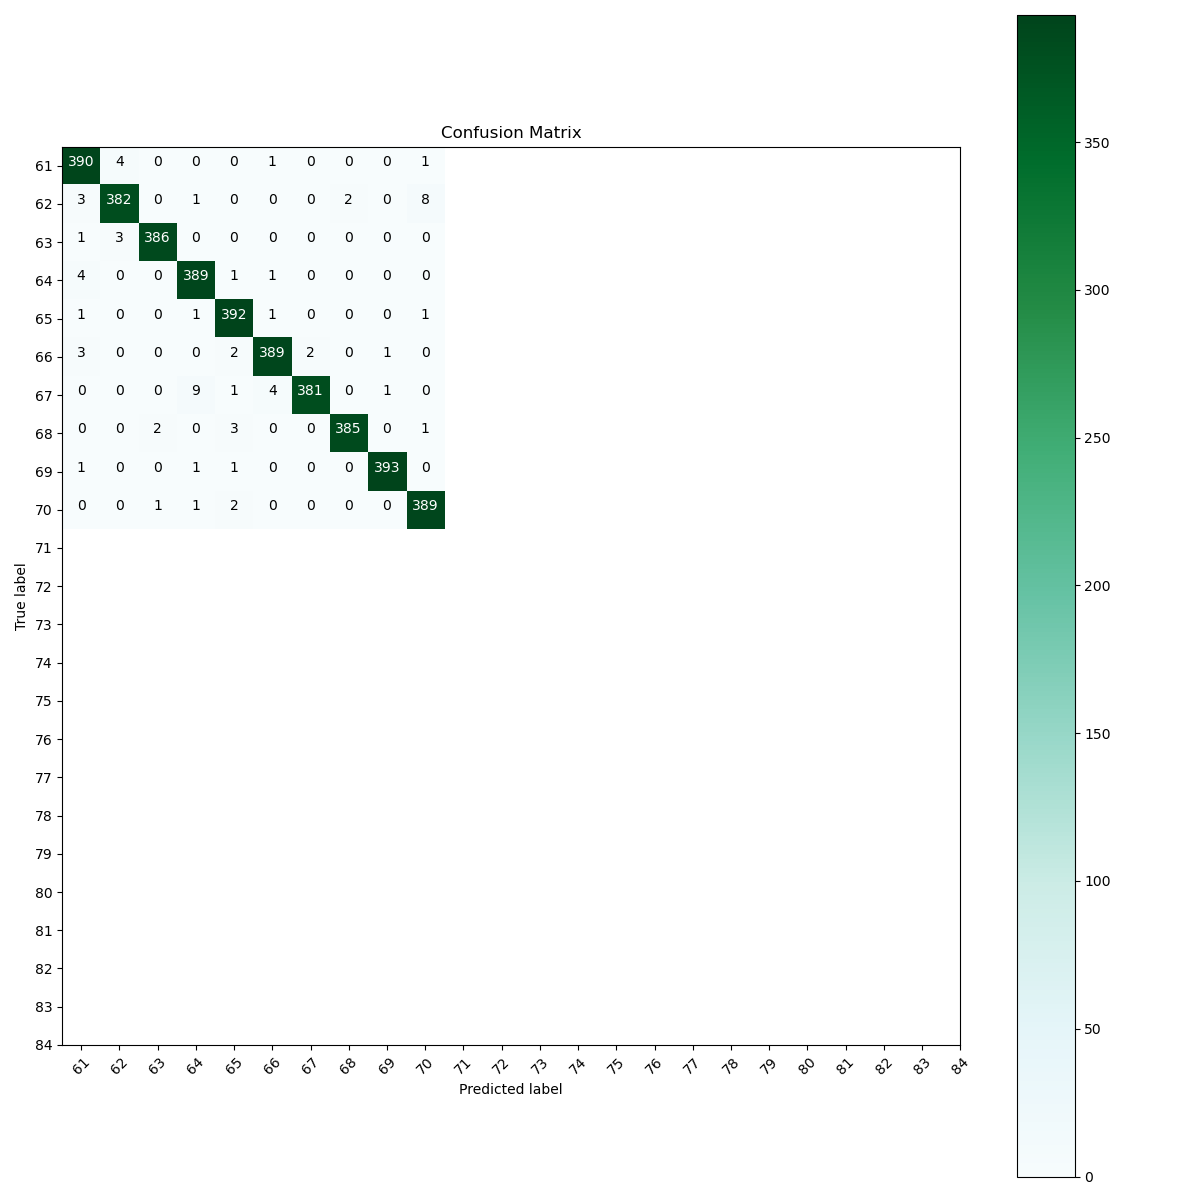 Confusion Matrix
61 390 4 0 0 0 1 0 0 0 1
62 3 382 0 1 0 0 0 2 0 8
63 1 3 386 0 0 0 0 0 0 0
64 4 0 0 389 1 1 0 0 0 0
65 1 0 0 1 392 1 0 0 0 1
66 3 0 0 0 2 389 2 0 1 0
67 0 0 0 9 1 4 381 0 1 0
68 0 0 2 0 3 0 0 385 0 1
69 1 0 0 1 1 0 0 0 393 0
70 0 0 1 1 2 0 0 0 0 389
71
72
73
74
75
76
77
78
79
80
81
82
83
84
True label
61 62 63 64 65 66 67 68 69 70 71 72 73 74 75 76 77 78 79 80 81 82 83 84
Predicted label
350
300
250
200
150
100
50
0